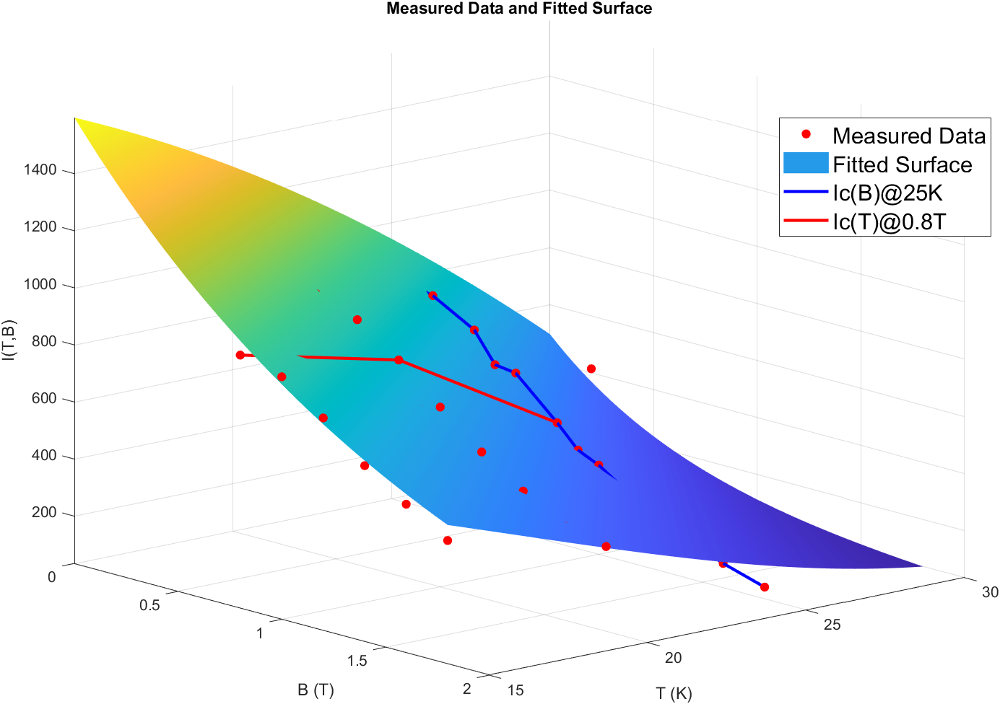 Measured Data and Fitted Surface
Measured Data
Fitted Surface
Ic(B)@25K
Ic(T)@0.8T
I(T,B)
1400
1200
1000
800
600
400
200
0
0.5
1
1.5
2
B (T)
15
20
25
30
T (K)